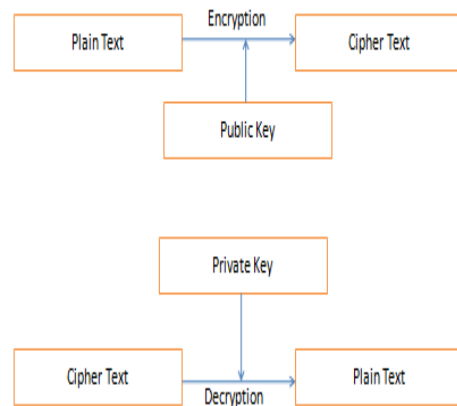 Encryption
Plain Text
Cipher Text
Public Key
Private Key
Cipher Text
Plain Text
Decryption